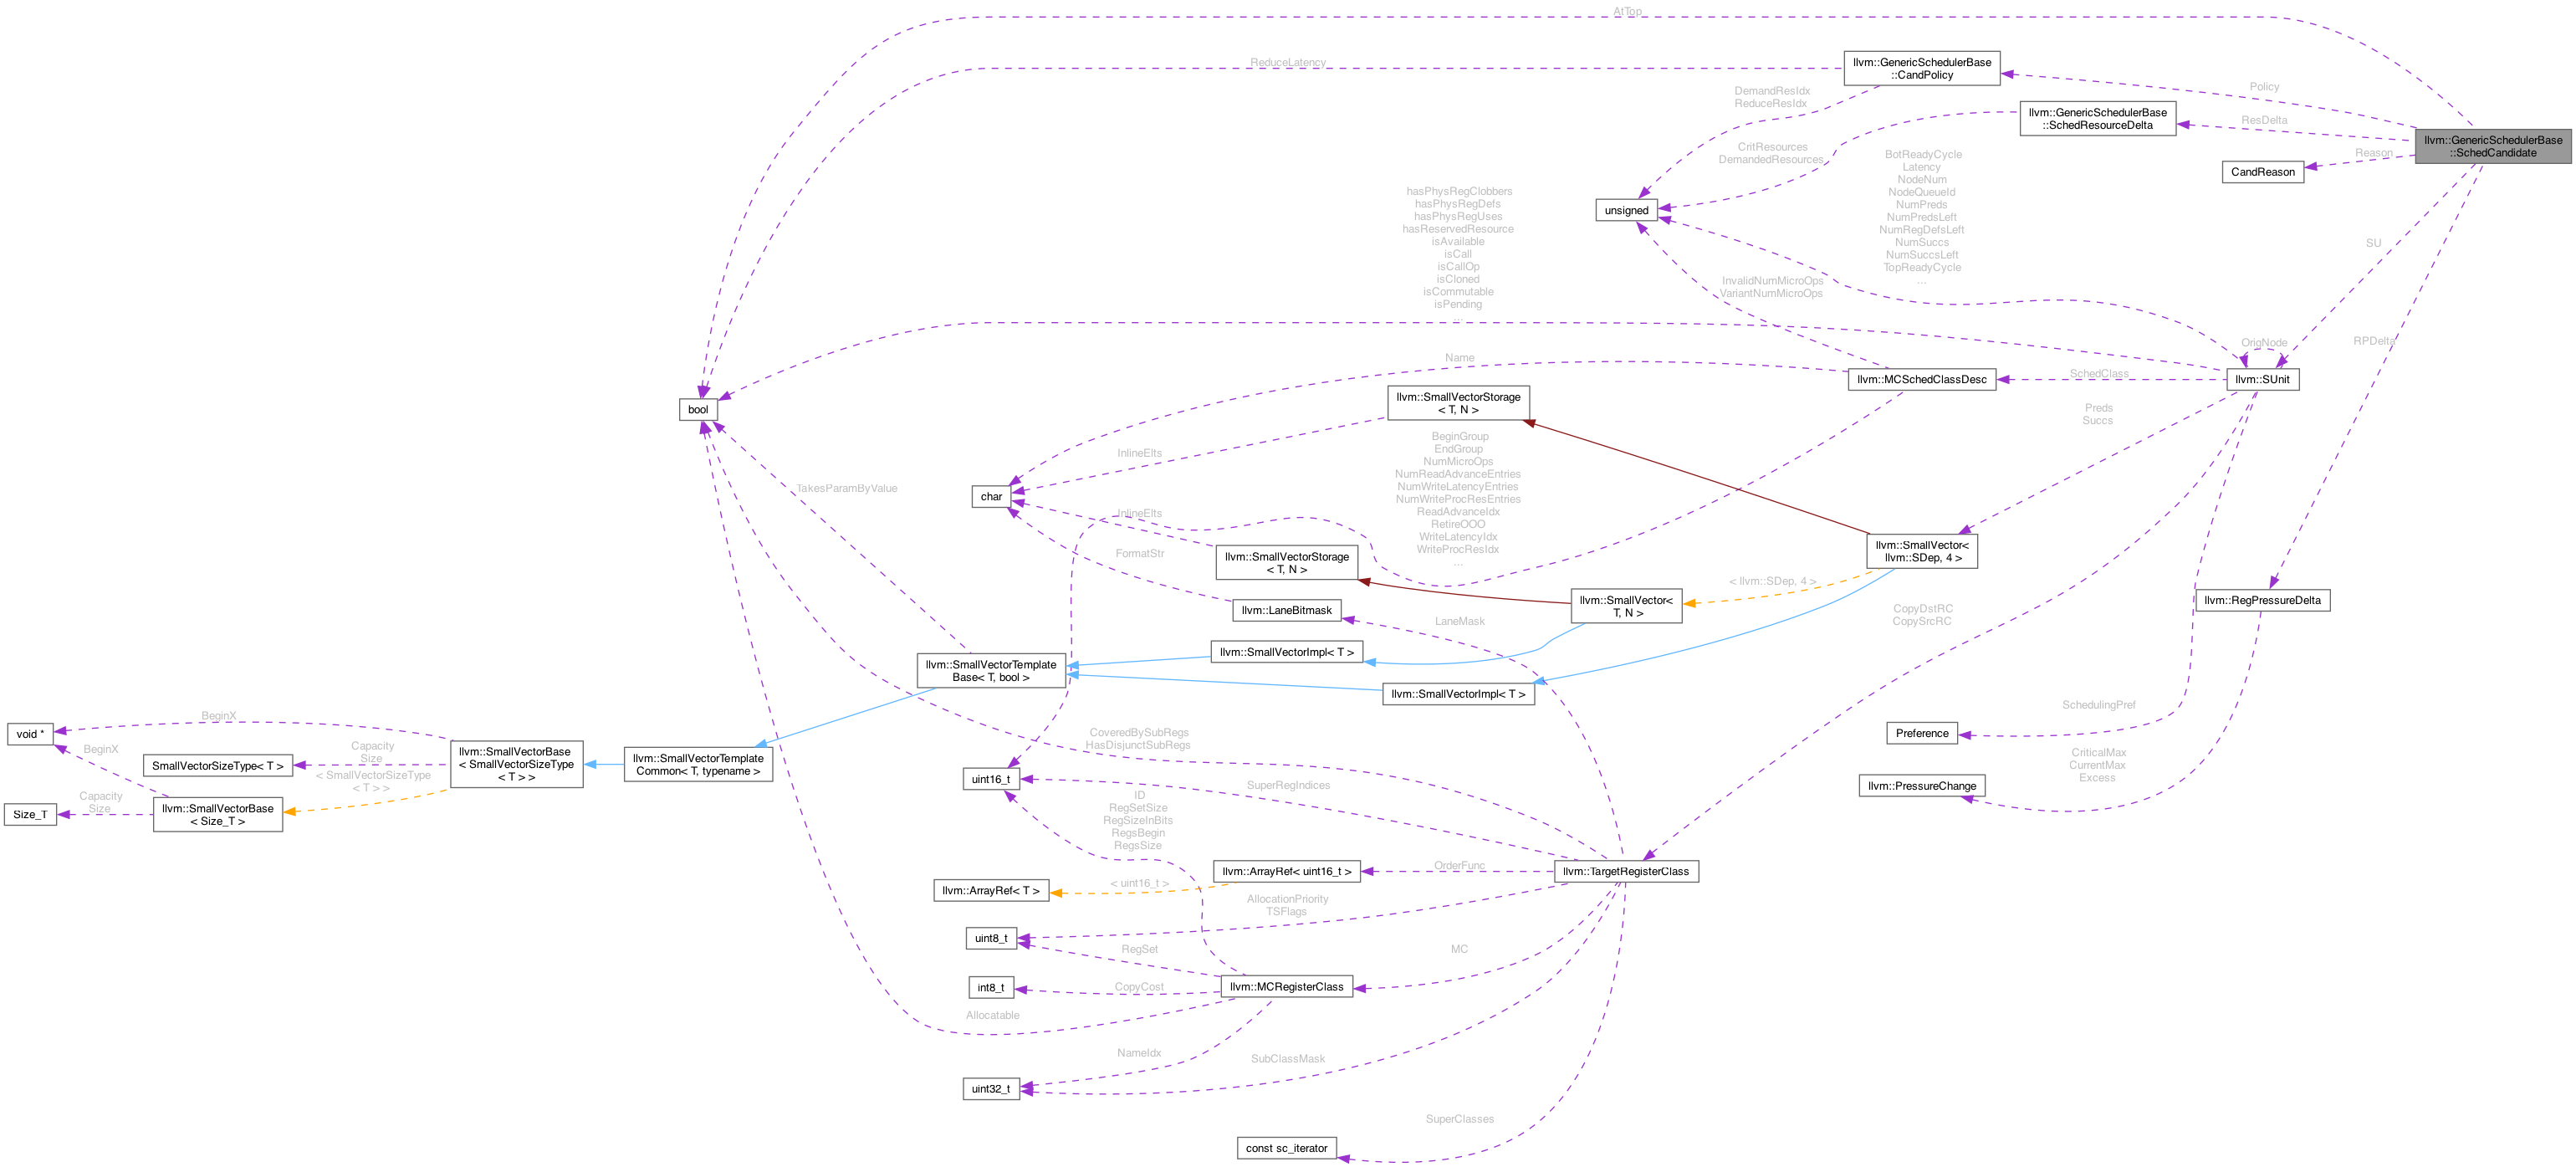 AtTop
ReduceLatency
llvm::GenericSchedulerBase
::CandPolicy
Policy
DemandResIdx
ReduceResIdx
llvm::GenericSchedulerBase
::SchedResourceDelta
ResDelta
llvm::GenericSchedulerBase
::SchedCandidate
Reason
CandReason
CritResources
DemandedResources
BotReadyCycle
Latency
NodeNum
NodeQueueId
NumPreds
NumPredsLeft
NumRegDefsLeft
NumSuccs
NumSuccsLeft
TopReadyCycle
...
hasPhysRegClobbers
hasPhysRegDefs
hasPhysRegUses
hasReservedResource
isAvailable
isCall
isCallOp
isCloned
isCommutable
isPending
...
unsigned
SU
InvalidNumMicroOps
VariantNumMicroOps
RPDelta
OrigNode
Name
llvm::MCSchedClassDesc
SchedClass
llvm::SUnit
bool
llvm::SmallVectorStorage
< T, N >
Preds
Succs
InlineElts
BeginGroup
EndGroup
NumMicroOps
NumReadAdvanceEntries
NumWriteLatencyEntries
NumWriteProcResEntries
ReadAdvanceIdx
RetireOOO
WriteLatencyIdx
WriteProcResIdx
...
TakesParamByValue
char
InlineElts
FormatStr
llvm::SmallVectorStorage
< T, N >
llvm::SmallVector<
llvm::SDep, 4 >
< llvm::SDep, 4 >
llvm::SmallVector<
T, N >
llvm::LaneBitmask
LaneMask
llvm::RegPressureDelta
CopyDstRC
CopySrcRC
llvm::SmallVectorImpl< T >
llvm::SmallVectorTemplate
Base< T, bool >
llvm::SmallVectorImpl< T >
BeginX
void *
BeginX
Capacity
Size
SmallVectorSizeType< T >
< SmallVectorSizeType
< T > >
llvm::SmallVectorBase
< SmallVectorSizeType
< T > >
llvm::SmallVectorTemplate
Common< T, typename >
CoveredBySubRegs
HasDisjunctSubRegs
SchedulingPref
Preference
CriticalMax
CurrentMax
Excess
llvm::PressureChange
Capacity
Size
Size_T
llvm::SmallVectorBase
< Size_T >
uint16_t
SuperRegIndices
ID
RegSetSize
RegSizeInBits
RegsBegin
RegsSize
llvm::ArrayRef< T >
< uint16_t >
llvm::ArrayRef< uint16_t >
OrderFunc
llvm::TargetRegisterClass
AllocationPriority
TSFlags
uint8_t
RegSet
MC
int8_t
CopyCost
llvm::MCRegisterClass
Allocatable
NameIdx
SubClassMask
uint32_t
SuperClasses
const sc_iterator